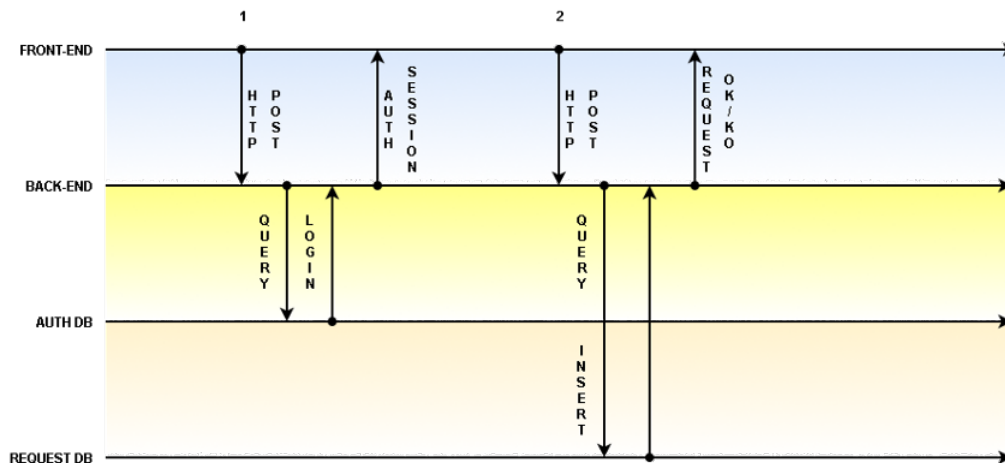 1 2
FRONT-END
HTTP POST
AUTH SESSION
HTTP POST
REQUEST OK/KO
BACK-END
QUERY LOGIN
QUERY INSERT
AUTH DB
REQUEST DB